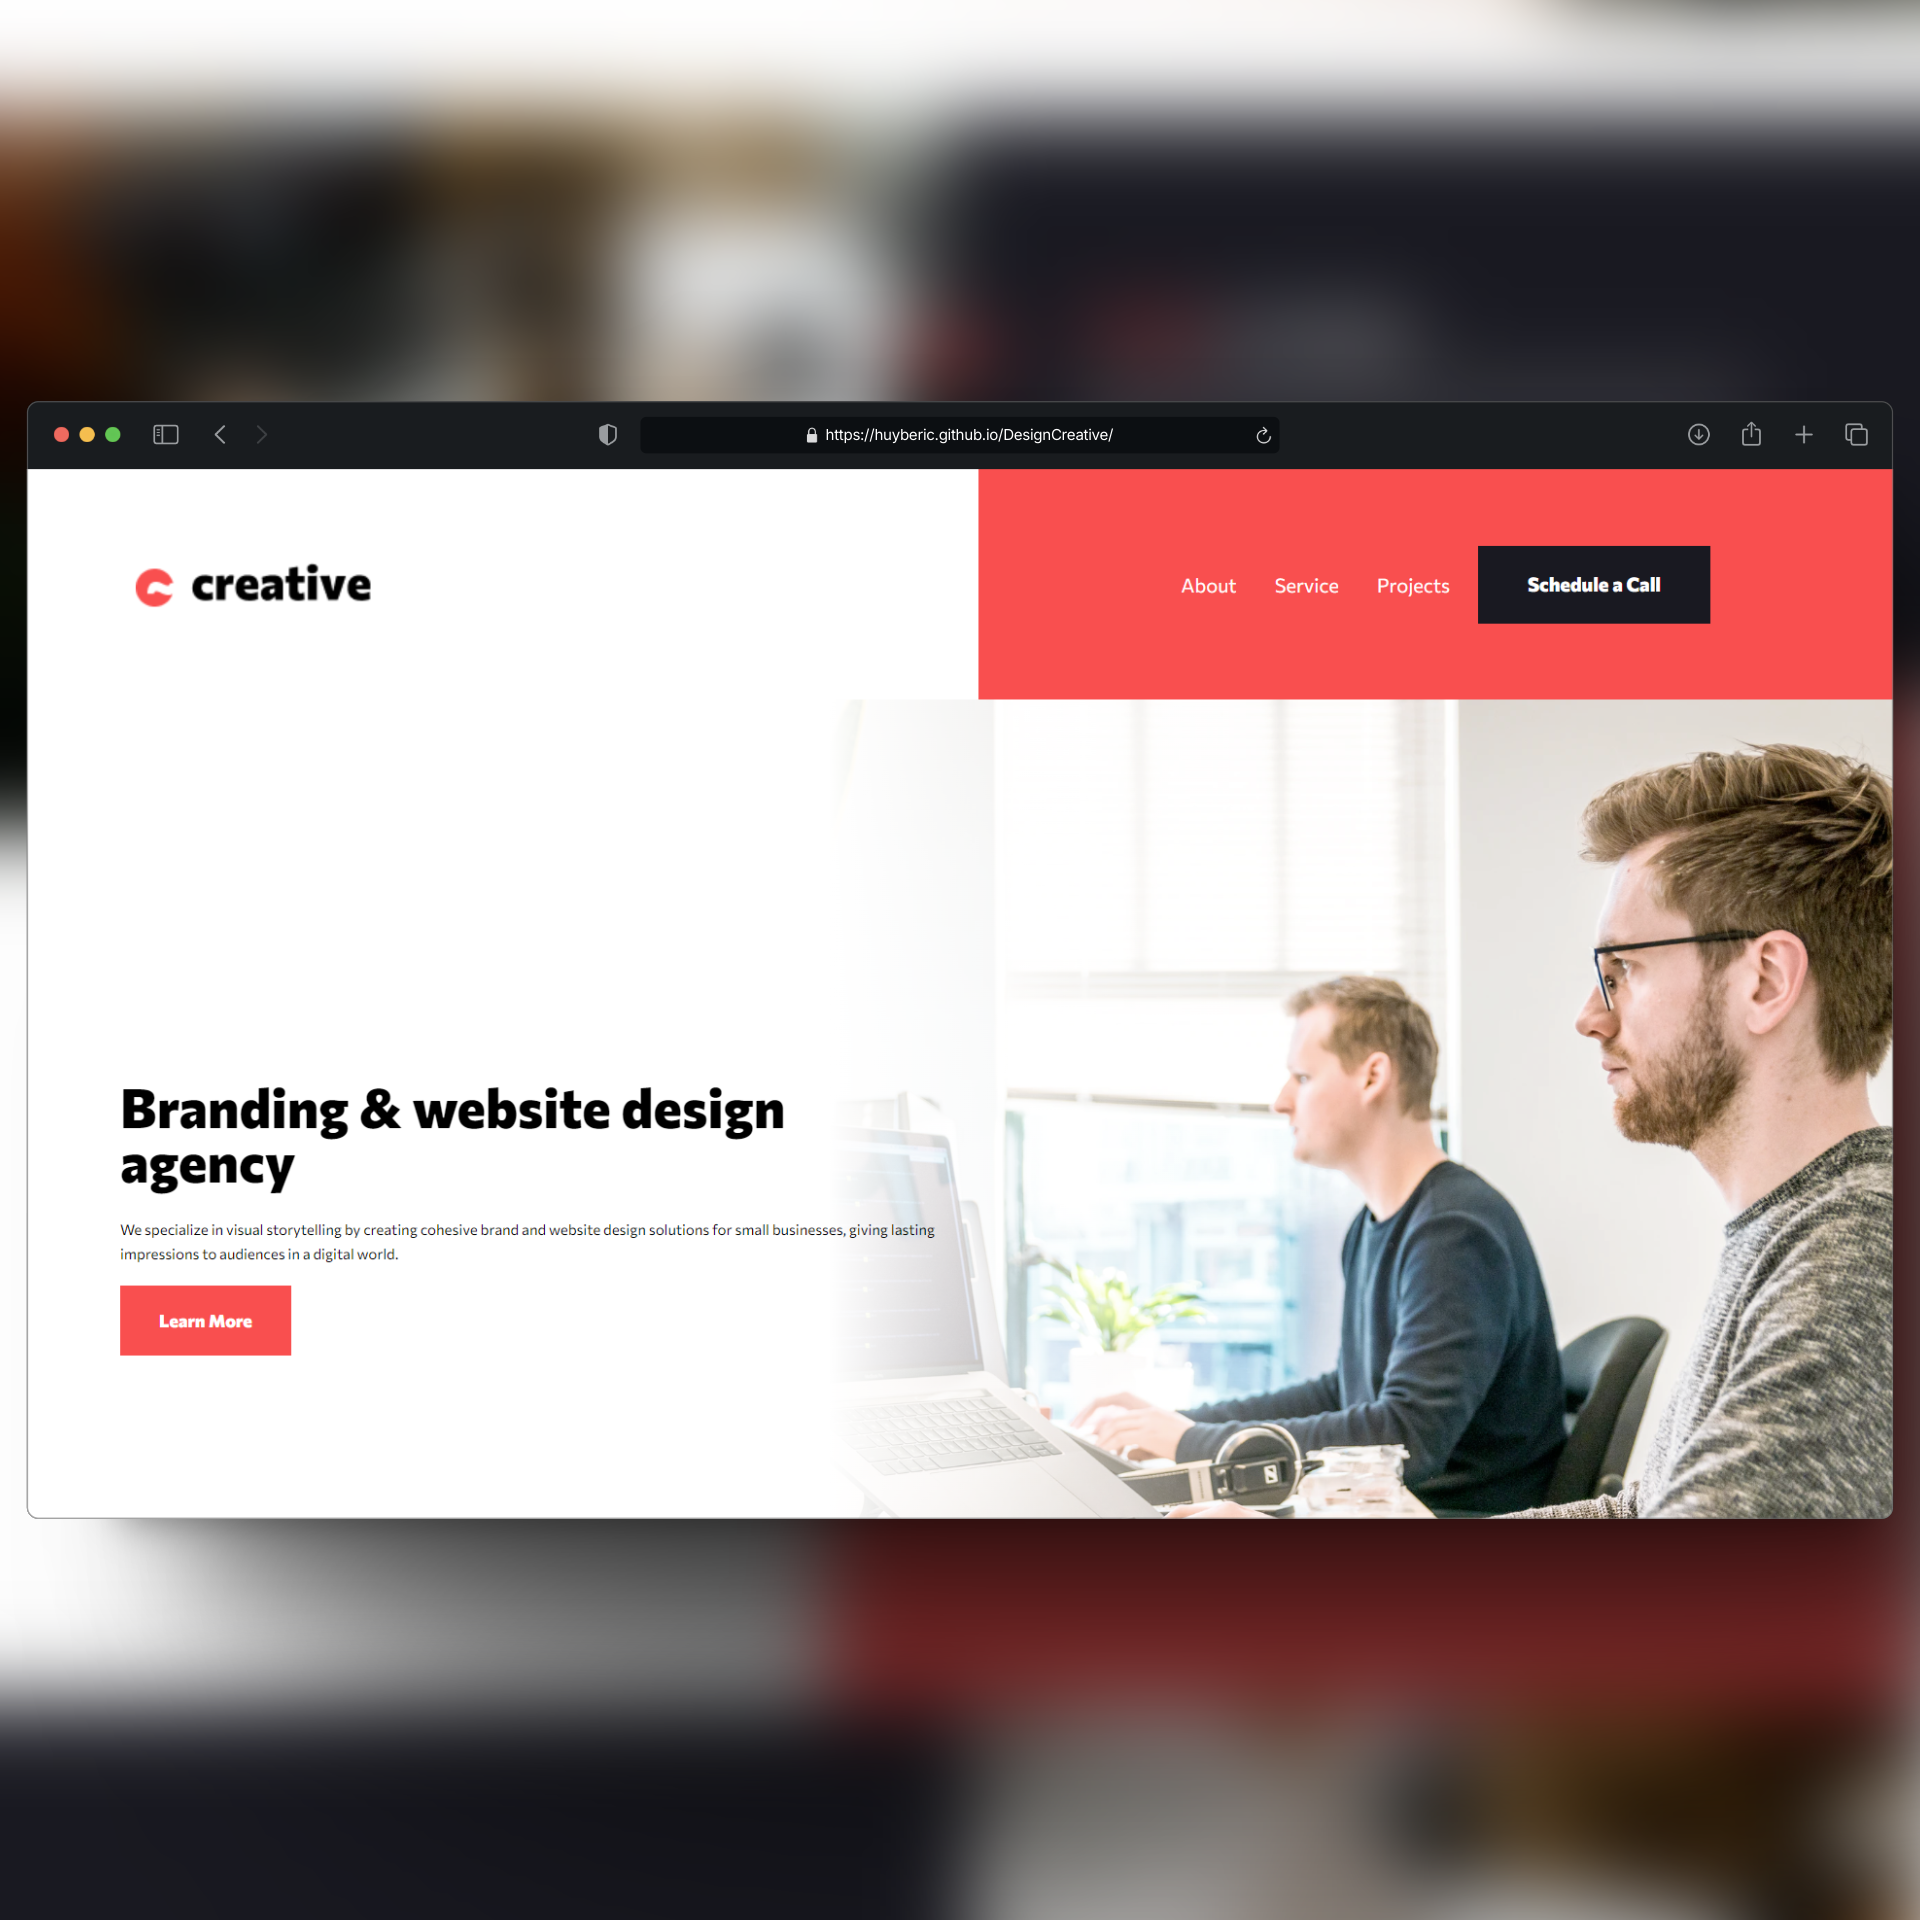 https://huyberic.github.io/DesignCreative/
creative
About Service Projects Schedule a Call
Branding & website design
agency
We specialize in visual storytelling by creating cohesive brand and website design solutions for small businesses, giving lasting
impressions to audiences in a digital world.
Learn More